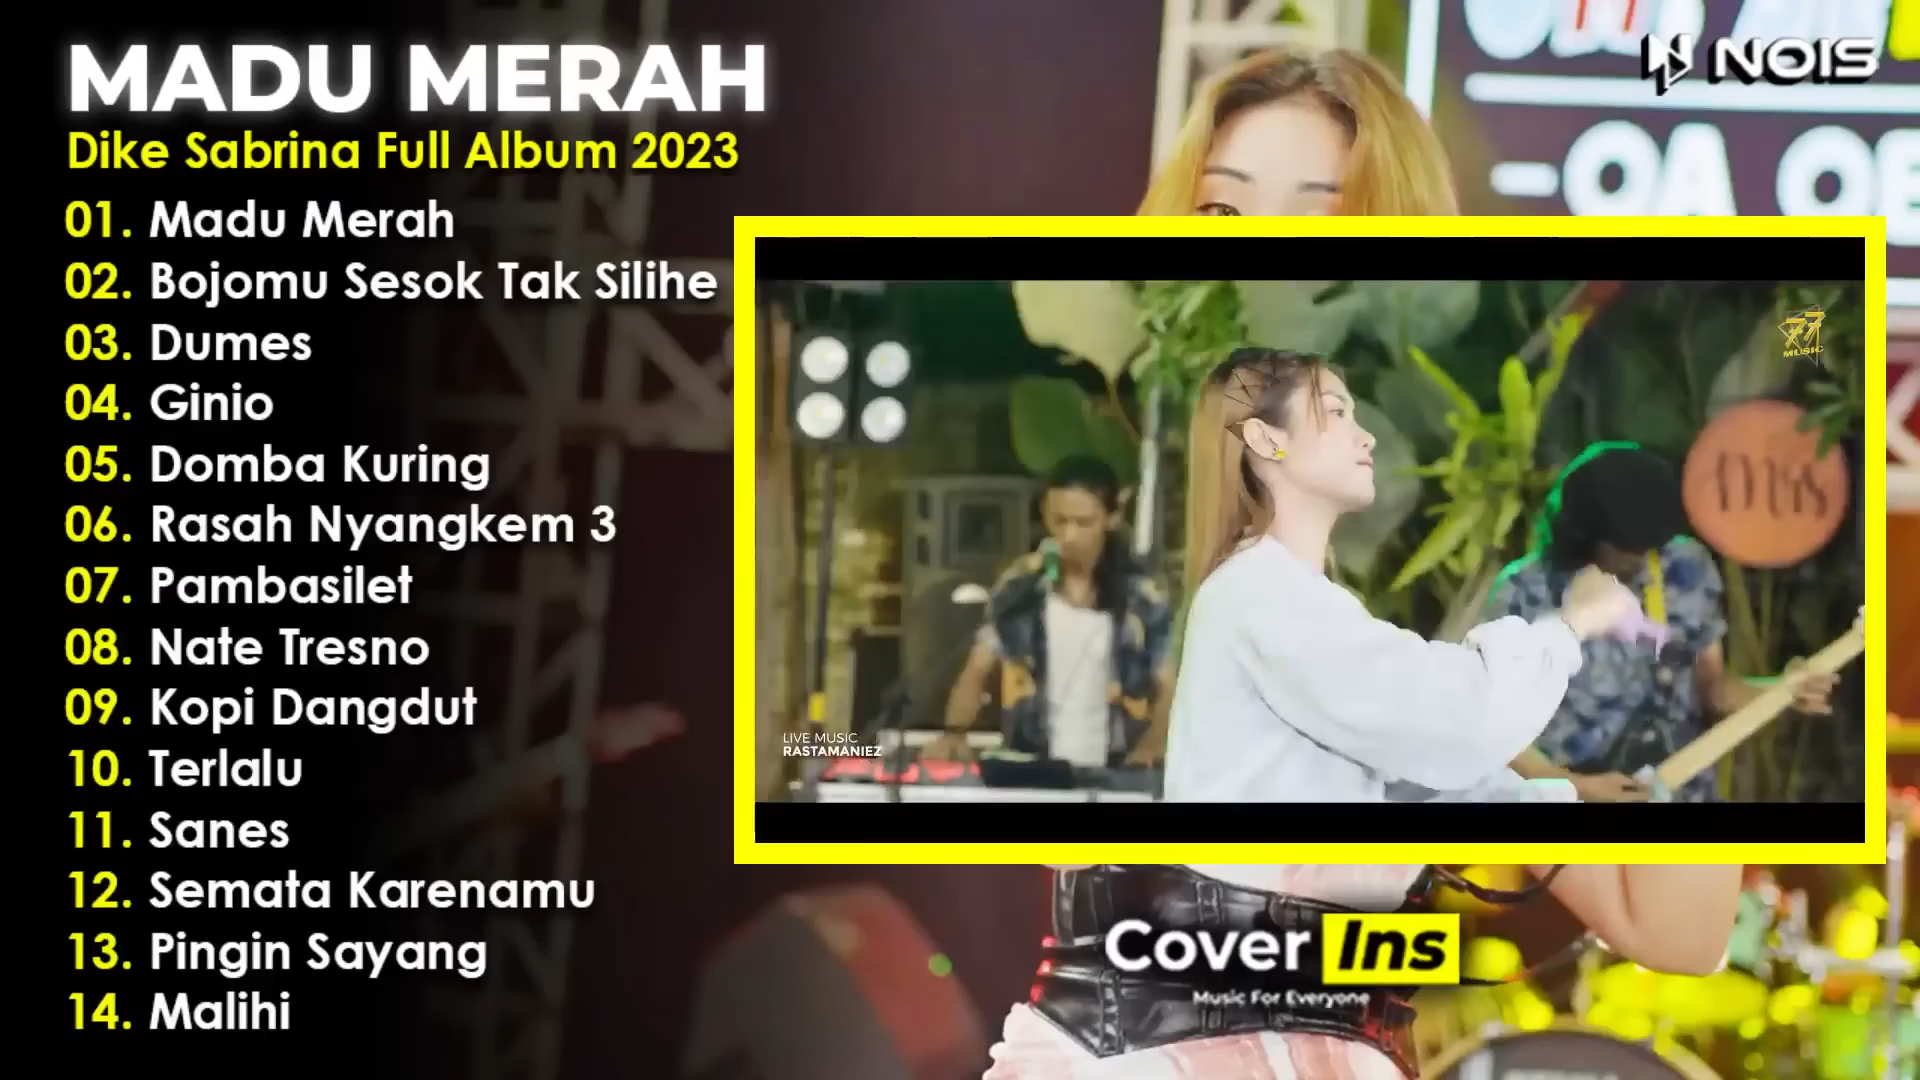 MADU MERAH
Dike Sabrina Full Album 2023
01. Madu Merah
02. Bojomu Sesok Tak Silihe
03. Dumes
04. Ginio
05. Domba Kuring
06. Rasah Nyangkem 3
07. Pambasilet
08. Nate Tresno
09. Kopi Dangdut
10. Terlalu
11. Sanes
12. Semata Karenamu
13. Pingin Sayang
14. Malihi
NOIS
77
MUSIC
LIVE MUSIC
RASTAMANIEZ
Cover Ins
Music For Everyone